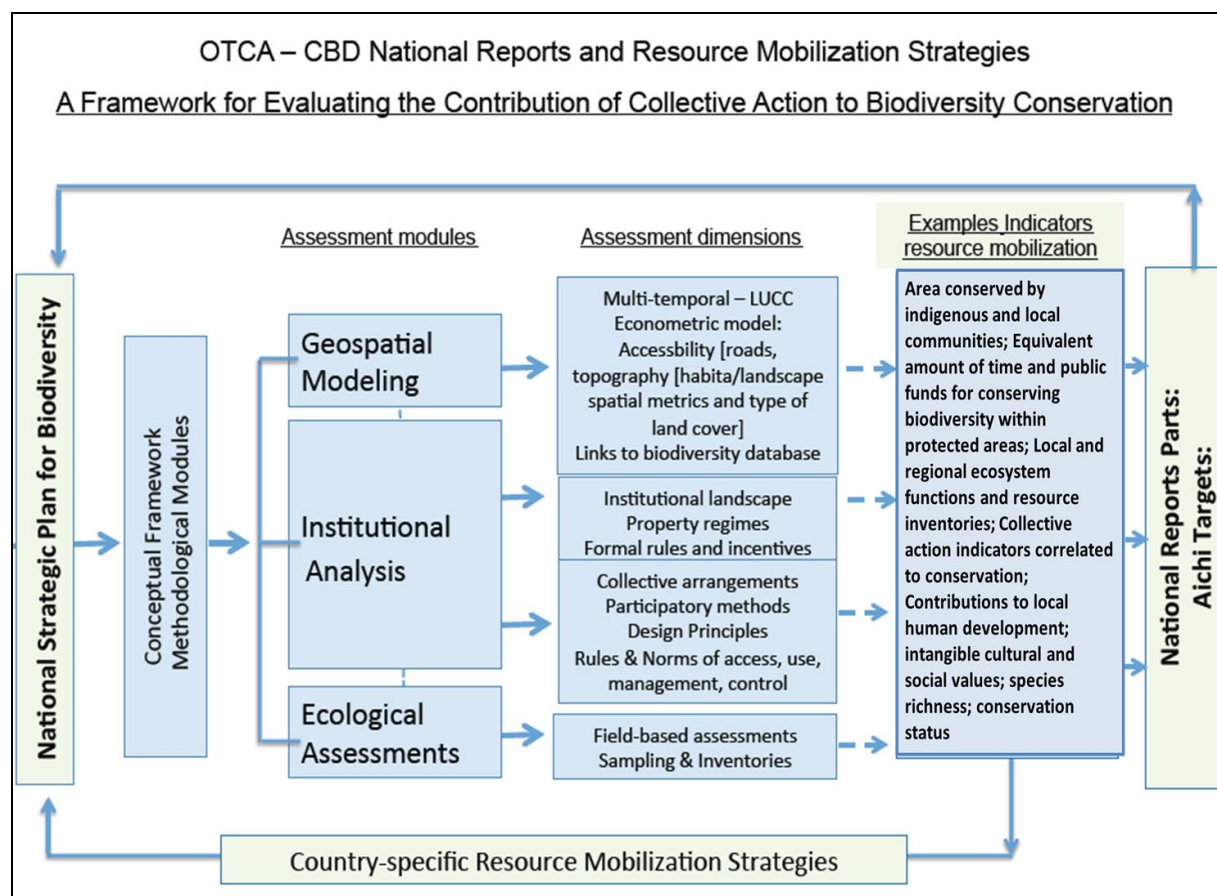 OTCA – CBD National Reports and Resource Mobilization Strategies
A Framework for Evaluating the Contribution of Collective Action to Biodiversity Conservation
Assessment modules
Assessment dimensions
Examples Indicators
resource mobilization
National Strategic Plan for Biodiversity
Conceptual Framework
Methodological Modules
Geospatial
Modeling
Institutional
Analysis
Ecological
Assessments
Multi-temporal – LUCC
Econometric model:
Accessbility [roads,
topography [habita/landscape
spatial metrics and type of
land cover]
Links to biodiversity database
Institutional landscape
Property regimes
Formal rules and incentives
Collective arrangements
Participatory methods
Design Principles
Rules & Norms of access, use,
management, control
Field-based assessments
Sampling & Inventories
Area conserved by
indigenous and local
communities; Equivalent
amount of time and public
funds for conserving
biodiversity within
protected areas; Local and
regional ecosystem
functions and resource
inventories; Collective
action indicators correlated
to conservation;
Contributions to local
human development;
intangible cultural and
social values; species
richness; conservation
status
National Reports Parts:
Aichi Targets:
Country-specific Resource Mobilization Strategies